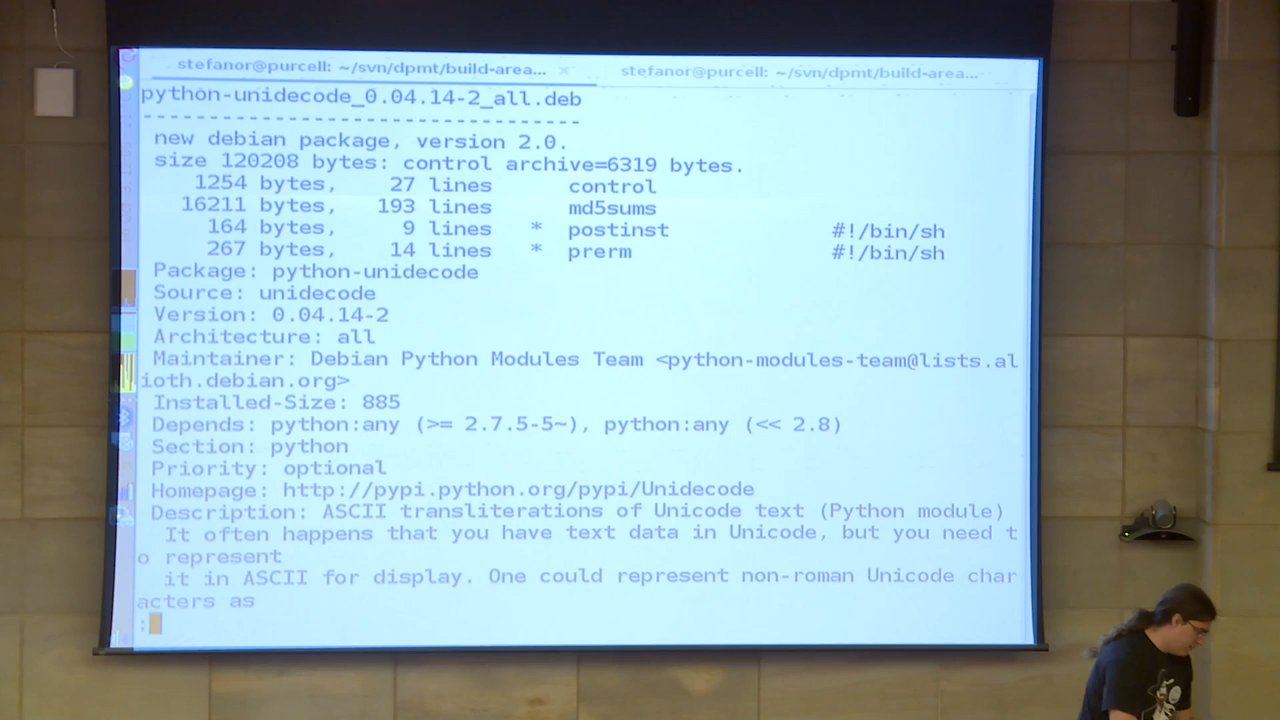 stefanor@purcell: ~/svn/dpmt/build-area... × stefanor@purcell: ~/svn/dpmt/build-area...
python-unidecode_0.04.14-2_all.deb
----------------------------------
new debian package, version 2.0.
size 120208 bytes: control archive=6319 bytes.
1254 bytes, 27 lines control
16211 bytes, 193 lines md5sums
164 bytes, 9 lines * postinst #!/bin/sh
267 bytes, 14 lines * prerm #!/bin/sh
Package: python-unidecode
Source: unidecode
Version: 0.04.14-2
Architecture: all
Maintainer: Debian Python Modules Team <python-modules-team@lists.al
ioth.debian.org>
Installed-Size: 885
Depends: python:any (>= 2.7.5-5~), python:any (<< 2.8)
Section: python
Priority: optional
Homepage: http://pypi.python.org/pypi/Unidecode
Description: ASCII transliterations of Unicode text (Python module)
It often happens that you have text data in Unicode, but you need t
o represent
it in ASCII for display. One could represent non-roman Unicode char
acters as
: